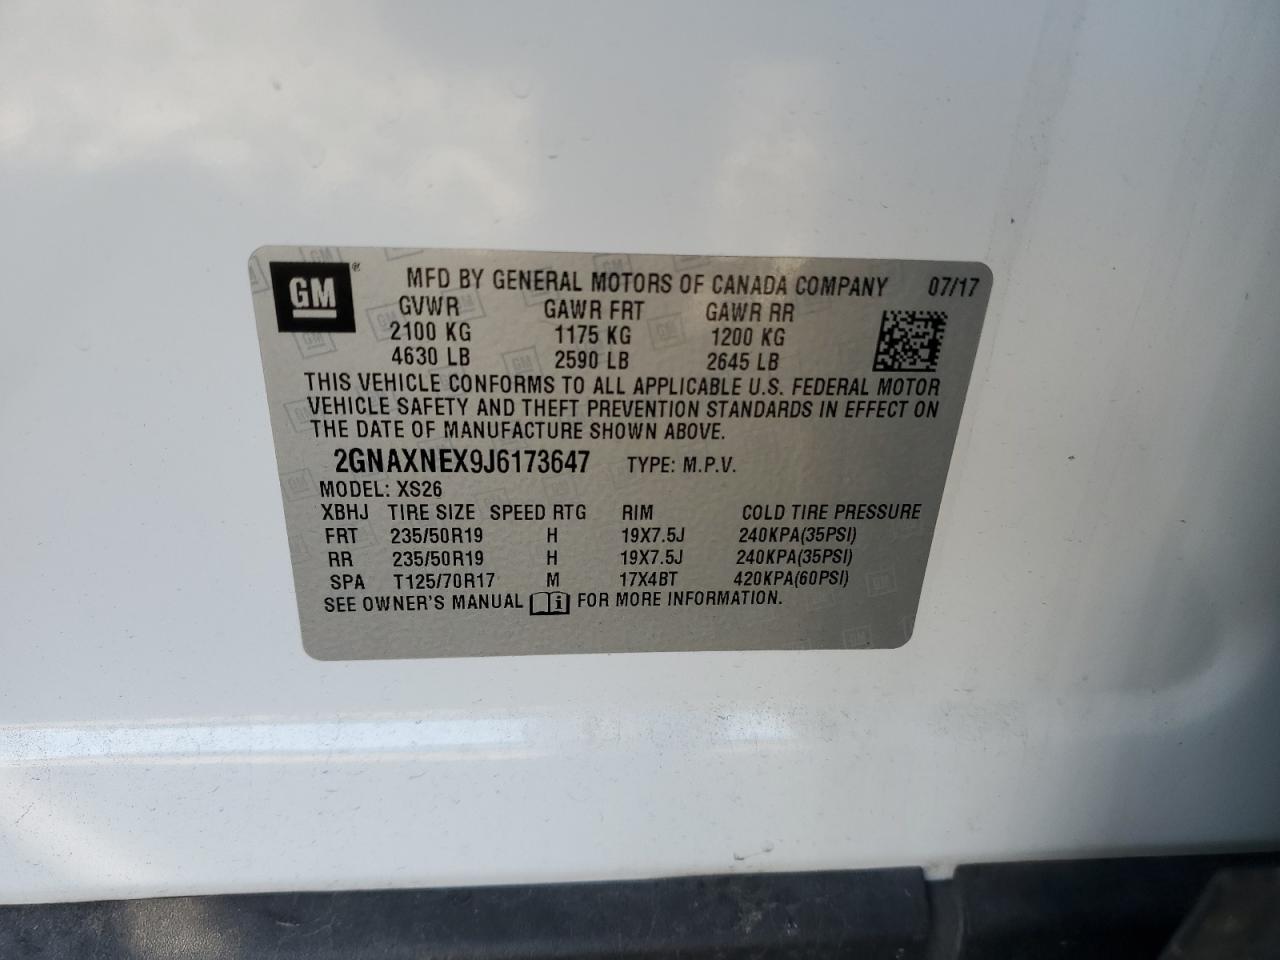 GM ® MFD BY GENERAL MOTORS OF CANADA COMPANY 07/17
GVWR GAWR FRT GAWR RR
2100 KG 1175 KG 1200 KG
4630 LB 2590 LB 2645 LB
THIS VEHICLE CONFORMS TO ALL APPLICABLE U.S. FEDERAL MOTOR
VEHICLE SAFETY AND THEFT PREVENTION STANDARDS IN EFFECT ON
THE DATE OF MANUFACTURE SHOWN ABOVE.
2GNAXNEX9J6173647 TYPE: M.P.V.
MODEL: XS26
XBHJ TIRE SIZE SPEED RTG RIM COLD TIRE PRESSURE
FRT 235/50R19 H 19X7.5J 240KPA(35PSI)
RR 235/50R19 H 19X7.5J 240KPA(35PSI)
SPA T125/70R17 M 17X4BT 420KPA(60PSI)
SEE OWNER'S MANUAL i FOR MORE INFORMATION.